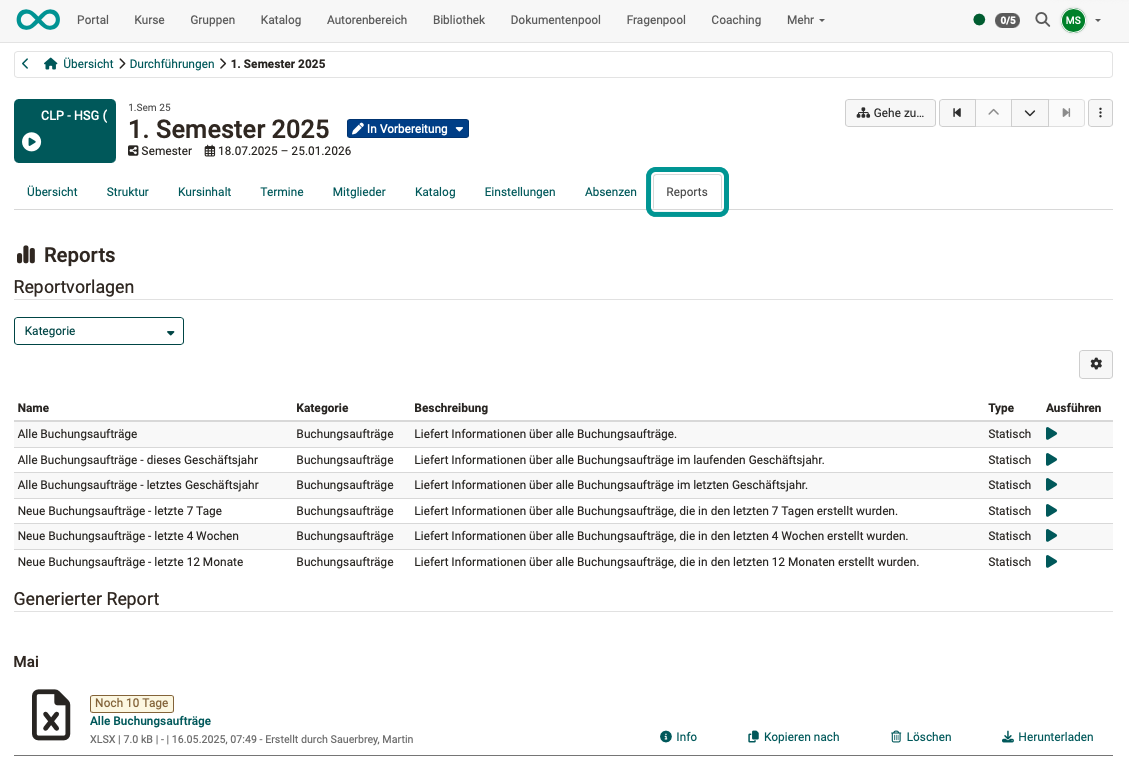 Portal Kurse Gruppen Katalog Autorenbereich Bibliothek Dokumentenpool Fragenpool Coaching Mehr 0/5 MS
Übersicht Durchführungen 1. Semester 2025
CLP - HSG (
1.Sem 25
1. Semester 2025 In Vorbereitung
Semester 18.07.2025 – 25.01.2026
Gehe zu...
Übersicht Struktur Kursinhalt Termine Mitglieder Katalog Einstellungen Absenzen Reports
Reports
Reportvorlagen
Kategorie
Name Kategorie Beschreibung Type Ausführen
Alle Buchungsaufträge Buchungsaufträge Liefert Informationen über alle Buchungsaufträge. Statisch
Alle Buchungsaufträge - dieses Geschäftsjahr Buchungsaufträge Liefert Informationen über alle Buchungsaufträge im laufenden Geschäftsjahr. Statisch
Alle Buchungsaufträge - letztes Geschäftsjahr Buchungsaufträge Liefert Informationen über alle Buchungsaufträge im letzten Geschäftsjahr. Statisch
Neue Buchungsaufträge - letzte 7 Tage Buchungsaufträge Liefert Informationen über alle Buchungsaufträge, die in den letzten 7 Tagen erstellt wurden. Statisch
Neue Buchungsaufträge - letzte 4 Wochen Buchungsaufträge Liefert Informationen über alle Buchungsaufträge, die in den letzten 4 Wochen erstellt wurden. Statisch
Neue Buchungsaufträge - letzte 12 Monate Buchungsaufträge Liefert Informationen über alle Buchungsaufträge, die in den letzten 12 Monaten erstellt wurden. Statisch
Generierter Report
Mai
Noch 10 Tage
Alle Buchungsaufträge
XLSX | 7.0 kB | - | 16.05.2025, 07:49 - Erstellt durch Sauerbrey, Martin
Info Kopieren nach Löschen Herunterladen